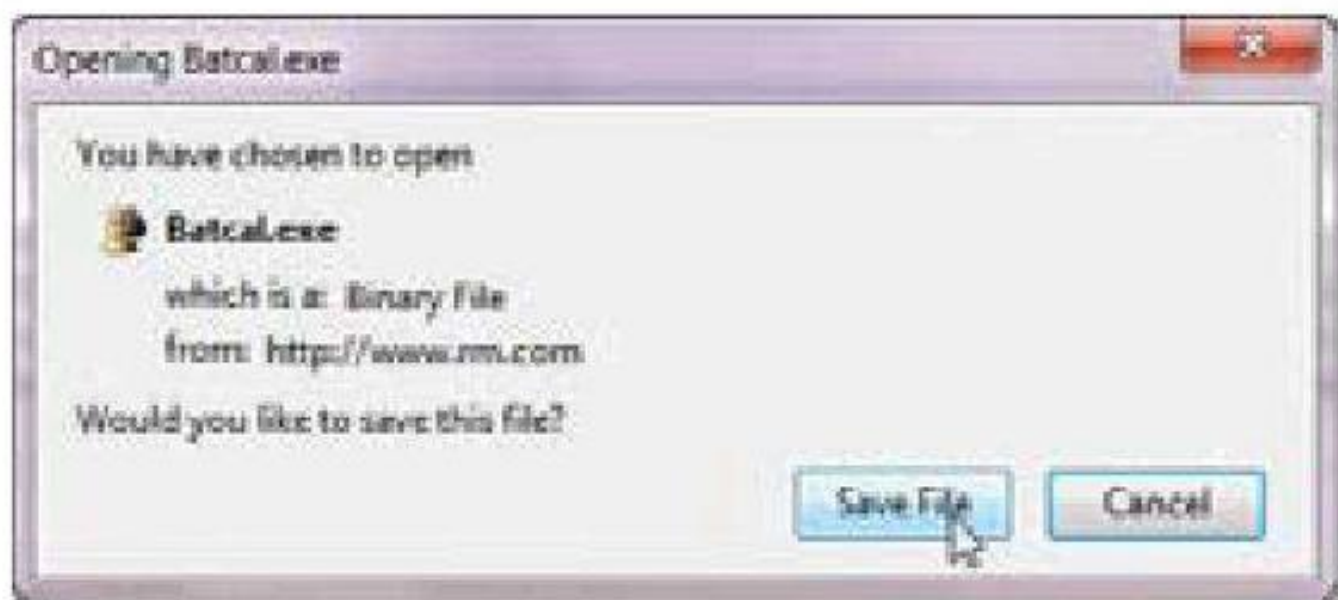 Opening Batcal.exe
You have chosen to open
Batcal.exe
which is a: Binary File
from: http://www.rm.com
Would you like to save this file?
Save File
Cancel